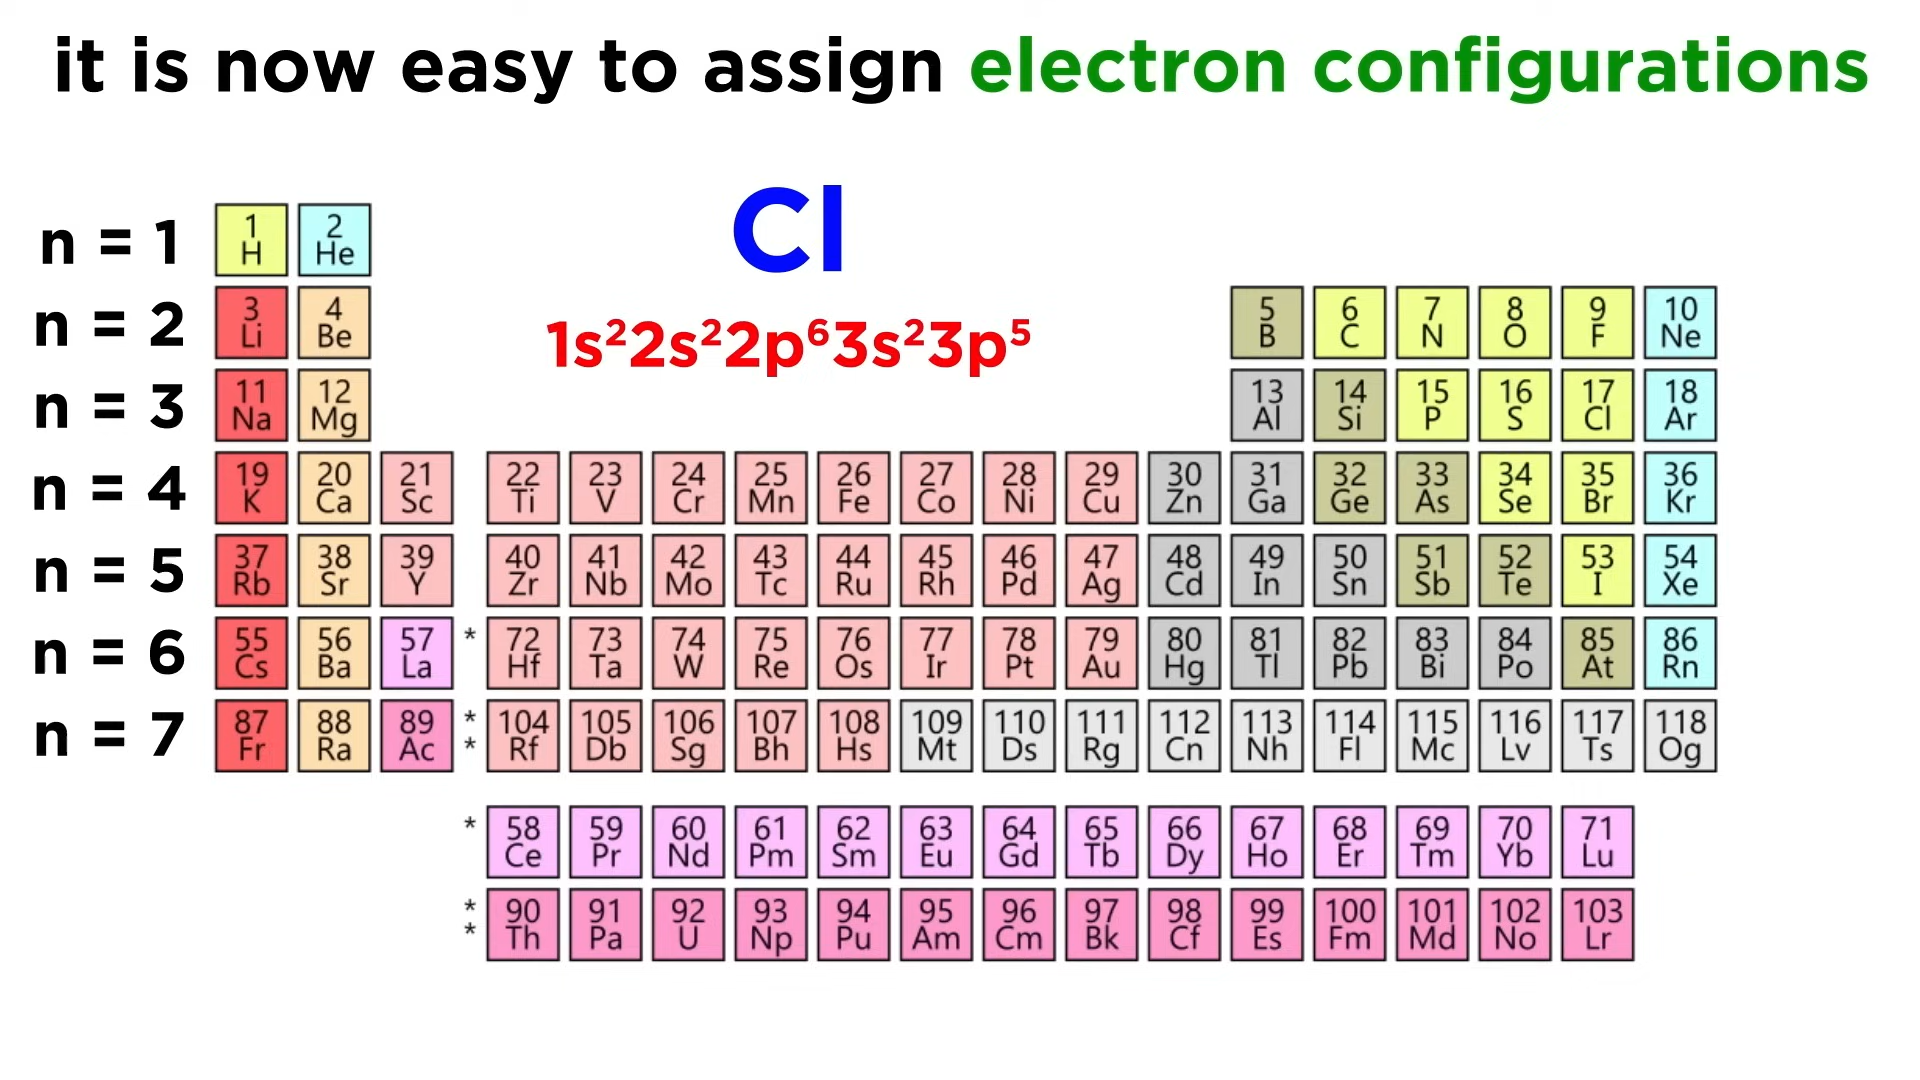 it is now easy to assign electron configurations
Cl
1s²2s²2p⁶3s²3p⁵
n = 1 1 2
H He
n = 2 3 4 5 6 7 8 9 10
Li Be B C N O F Ne
n = 3 11 12 13 14 15 16 17 18
Na Mg Al Si P S Cl Ar
n = 4 19 20 21 22 23 24 25 26 27 28 29 30 31 32 33 34 35 36
K Ca Sc Ti V Cr Mn Fe Co Ni Cu Zn Ga Ge As Se Br Kr
n = 5 37 38 39 40 41 42 43 44 45 46 47 48 49 50 51 52 53 54
Rb Sr Y Zr Nb Mo Tc Ru Rh Pd Ag Cd In Sn Sb Te I Xe
n = 6 55 56 57 * 72 73 74 75 76 77 78 79 80 81 82 83 84 85 86
Cs Ba La Hf Ta W Re Os Ir Pt Au Hg Tl Pb Bi Po At Rn
n = 7 87 88 89 * 104 105 106 107 108 109 110 111 112 113 114 115 116 117 118
Fr Ra Ac * Rf Db Sg Bh Hs Mt Ds Rg Cn Nh Fl Mc Lv Ts Og
* 58 59 60 61 62 63 64 65 66 67 68 69 70 71
Ce Pr Nd Pm Sm Eu Gd Tb Dy Ho Er Tm Yb Lu
* 90 91 92 93 94 95 96 97 98 99 100 101 102 103
* Th Pa U Np Pu Am Cm Bk Cf Es Fm Md No Lr